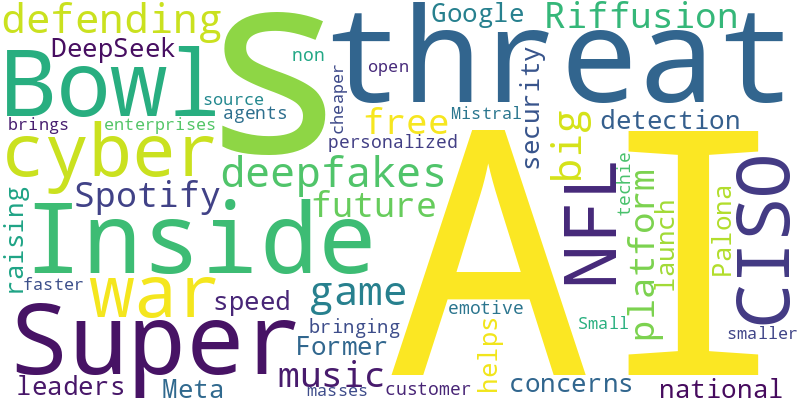 defending
DeepSeek
Bowl
S
threat
Google
Riffusion
non
open
source
agents
cheaper
brings
enterprises
free
Mistral
personalized
security
big
detection
cyber
deepfakes
Spotify
future
raising
Inside
AI
NFL
techie
platform
launch
Palona
CISO
faster
war
speed
game
emotive
Small
smaller
Super
bringing
Former
helps
music
concerns
leaders
Meta
masses
customer
national